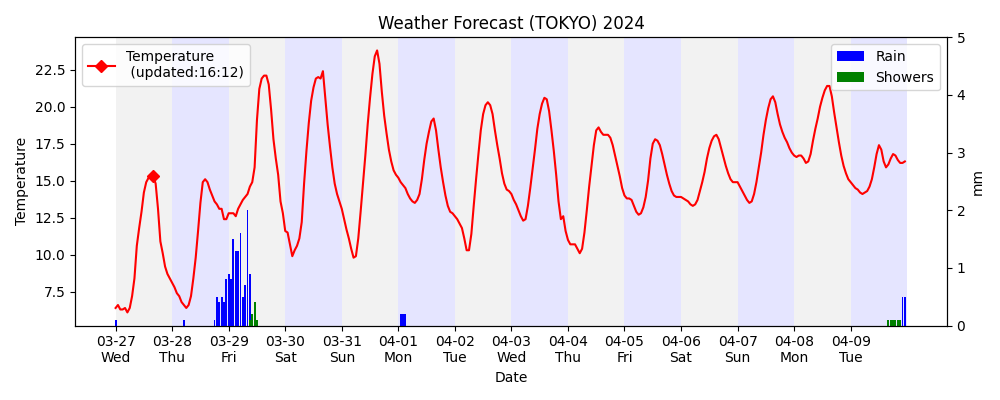 Weather Forecast (TOKYO) 2024
Temperature
(updated:16:12)
Rain
Showers
22.5
20.0
17.5
15.0
12.5
10.0
7.5
Temperature
5
4
3
2
1
0
mm
03-27 03-28 03-29 03-30 03-31 04-01 04-02 04-03 04-04 04-05 04-06 04-07 04-08 04-09
Wed Thu Fri Sat Sun Mon Tue Wed Thu Fri Sat Sun Mon Tue
Date